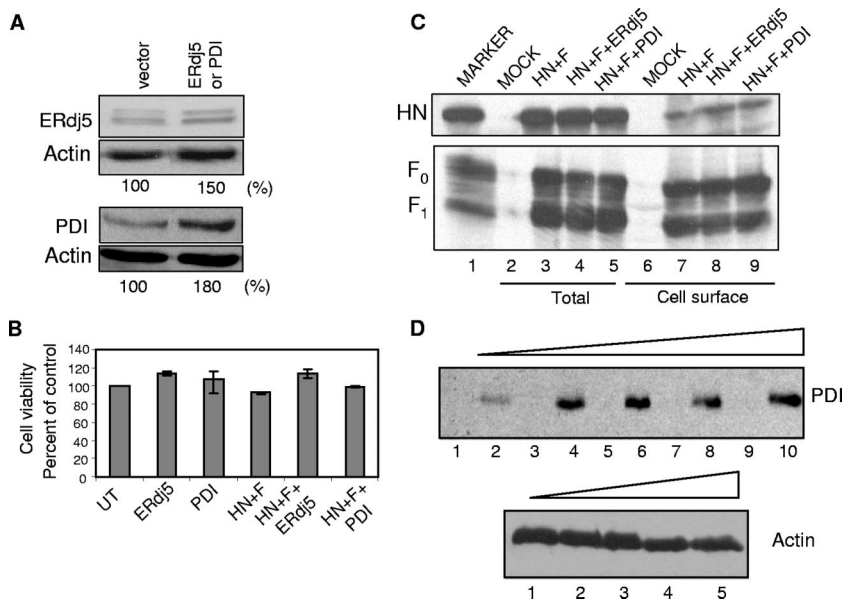 A
vector
ERdj5
or PDI
ERdj5
Actin
100 150 (%)
PDI
Actin
100 180 (%)
B
Cell viability
Percent of control
140
120
100
80
60
40
20
0
UT
ERdj5
PDI
HN+F
HN+F+
ERdj5
HN+F+
PDI
C
MARKER
MOCK
HN+F
HN+F+ERdj5
HN+F+PDI
MOCK
HN+F
HN+F+ERdj5
HN+F+PDI
HN
F0
F1
1 2 3 4 5 6 7 8 9
Total Cell surface
D
PDI
1 2 3 4 5 6 7 8 9 10
Actin
1 2 3 4 5